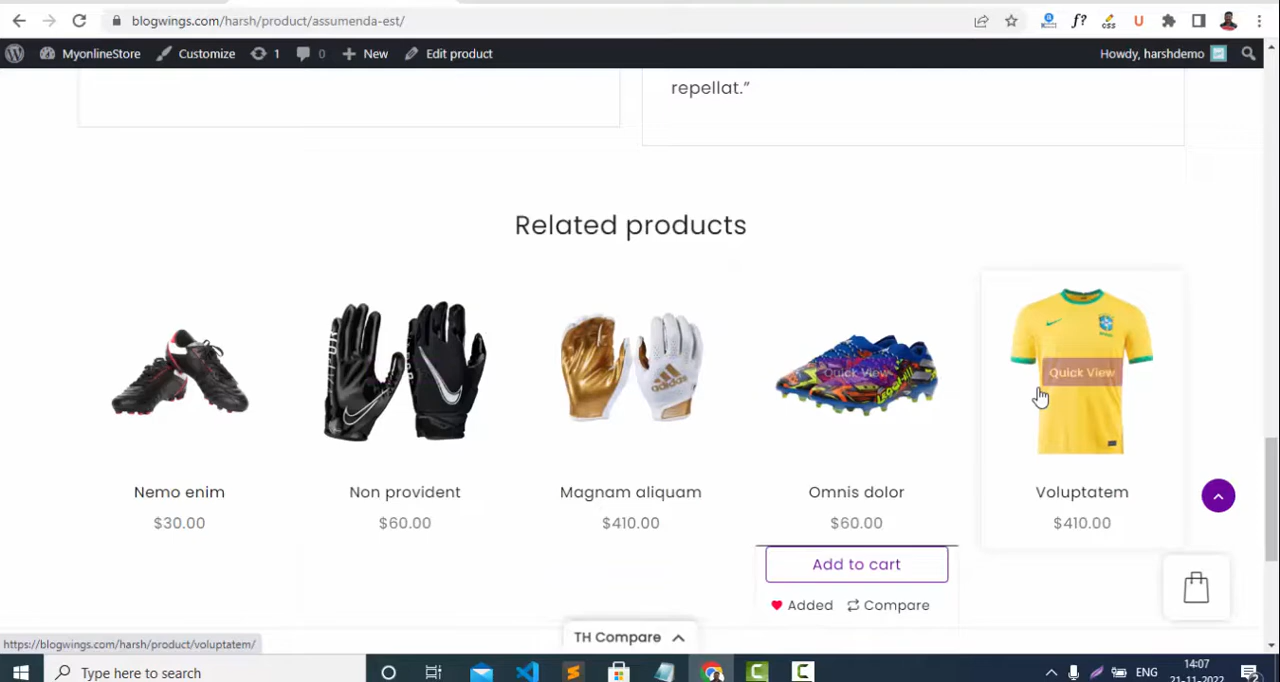 blogwings.com/harsh/product/assumenda-est/
MyonlineStore Customize 1 0 New Edit product Howdy, harshdemo
repellat.”
Related products
Quick View Quick View
Nemo enim Non provident Magnam aliquam Omnis dolor Voluptatem
$30.00 $60.00 $410.00 $60.00 $410.00
Add to cart
Added Compare
TH Compare
https://blogwings.com/harsh/product/voluptatem/
Type here to search
ENG
14:07
21-11-2022